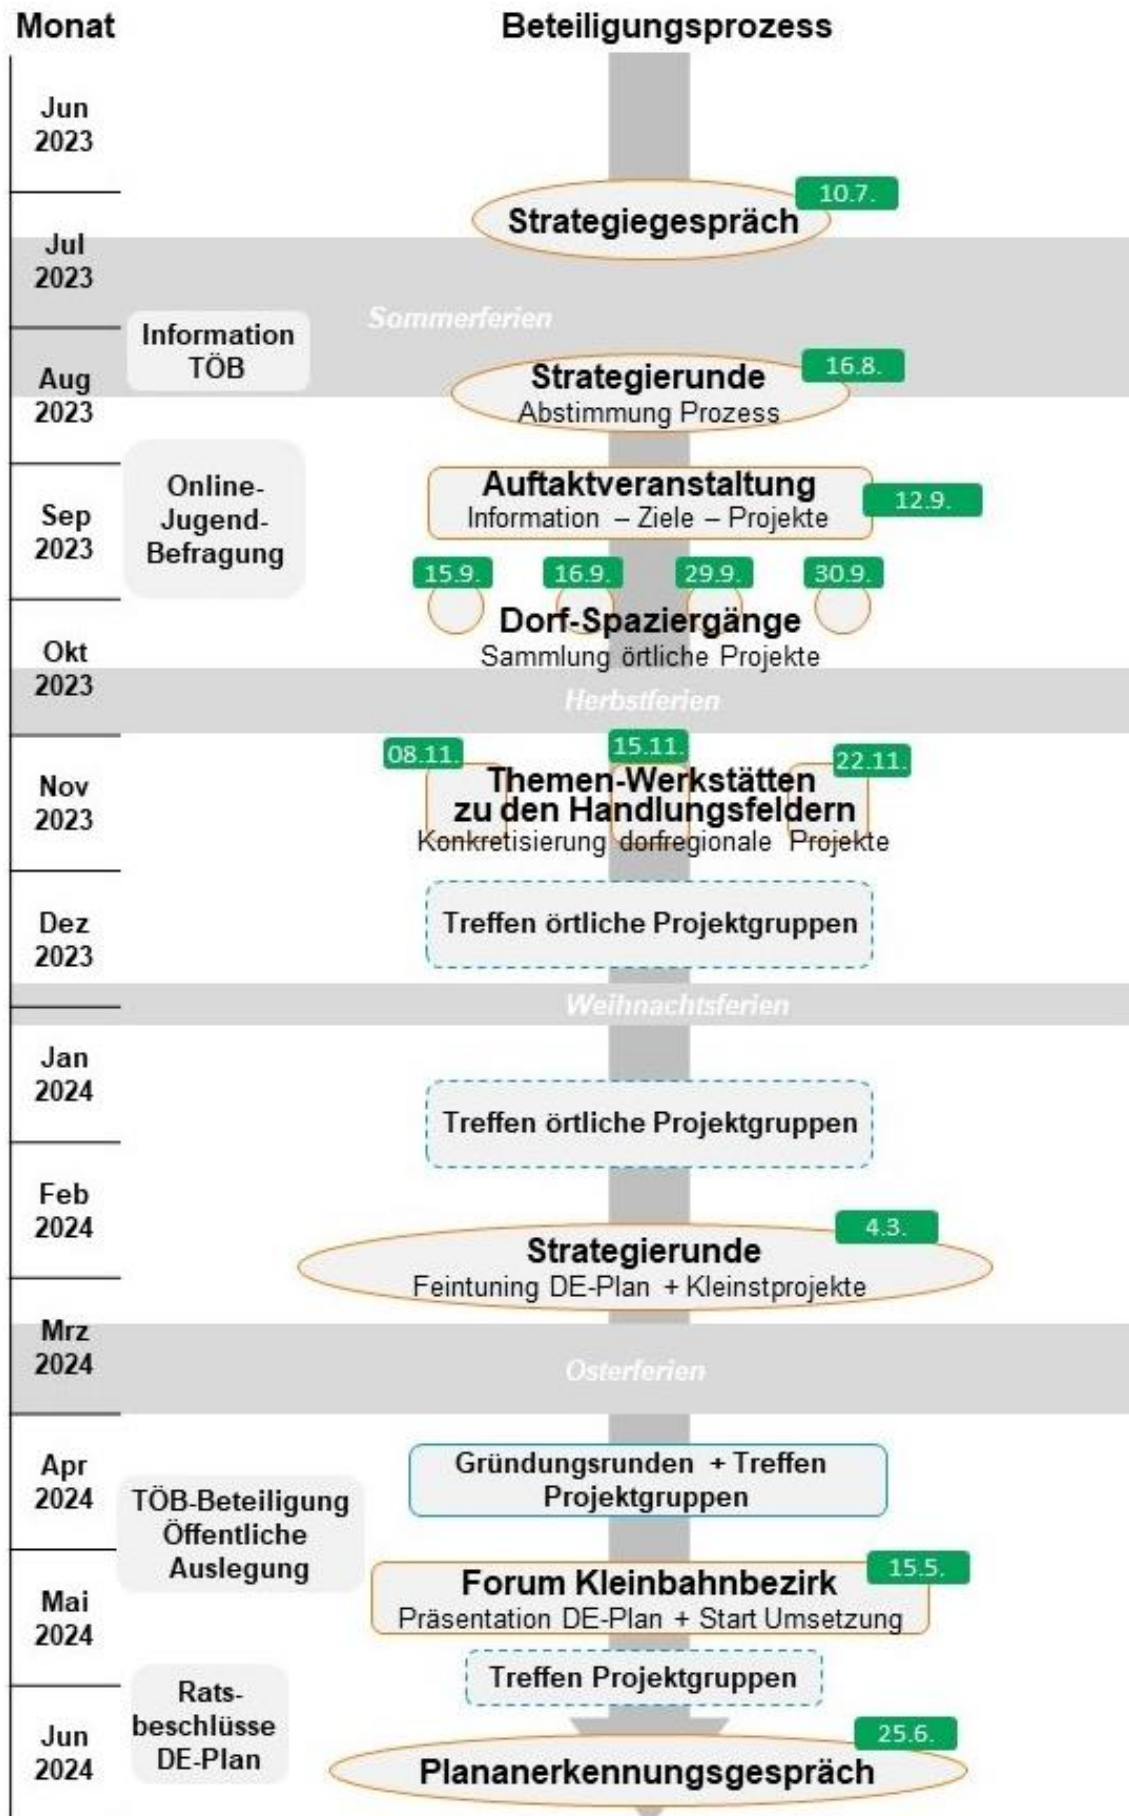 Monat
Beteiligungsprozess
Jun
2023
10.7.
Strategiegespräch
Jul
2023
Sommerferien
Information
TÖB
Aug
2023
16.8.
Strategierunde
Abstimmung Prozess
Online-
Jugend-
Befragung
Sep
2023
Auftaktveranstaltung
Information – Ziele – Projekte
12.9.
15.9.
16.9.
29.9.
30.9.
Dorf-Spaziergänge
Sammlung örtliche Projekte
Okt
2023
Herbstferien
08.11.
15.11.
22.11.
Nov
2023
Themen-Werkstätten
zu den Handlungsfeldern
Konkretisierung dorfregionale Projekte
Dez
2023
Treffen örtliche Projektgruppen
Weihnachtsferien
Jan
2024
Treffen örtliche Projektgruppen
Feb
2024
4.3.
Strategierunde
Feintuning DE-Plan + Kleinstprojekte
Mrz
2024
Osterferien
Apr
2024
Gründungsrunden + Treffen
Projektgruppen
TÖB-Beteiligung
Öffentliche
Auslegung
15.5.
Mai
2024
Forum Kleinbahnbezirk
Präsentation DE-Plan + Start Umsetzung
Treffen Projektgruppen
Rats-
beschlüsse
DE-Plan
Jun
2024
25.6.
Plananerkennungsgespräch